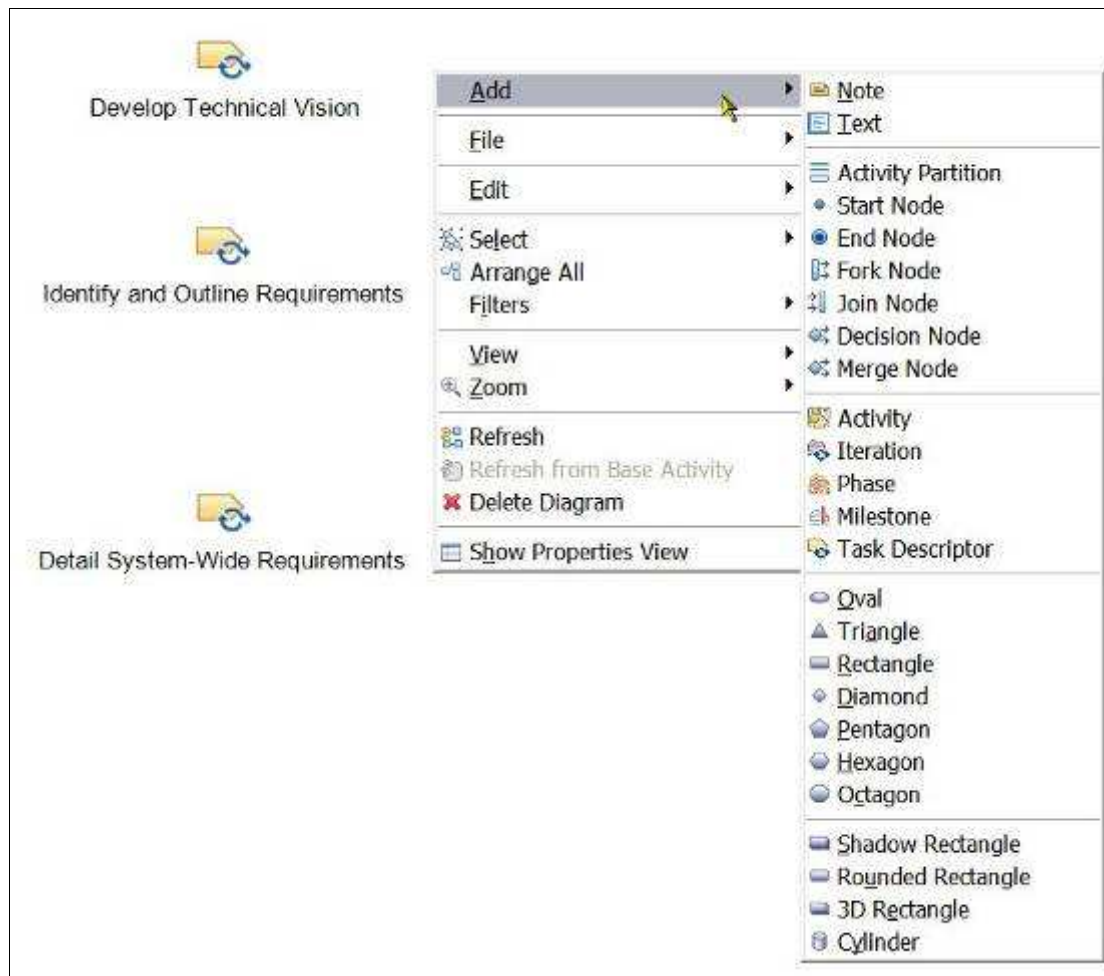 Develop Technical Vision
Identify and Outline Requirements
Detail System-Wide Requirements
Add
File
Edit
Select
Arrange All
Filters
View
Zoom
Refresh
Refresh from Base Activity
Delete Diagram
Show Properties View
Note
Text
Activity Partition
Start Node
End Node
Fork Node
Join Node
Decision Node
Merge Node
Activity
Iteration
Phase
Milestone
Task Descriptor
Oval
Triangle
Rectangle
Diamond
Pentagon
Hexagon
Octagon
Shadow Rectangle
Rounded Rectangle
3D Rectangle
Cylinder